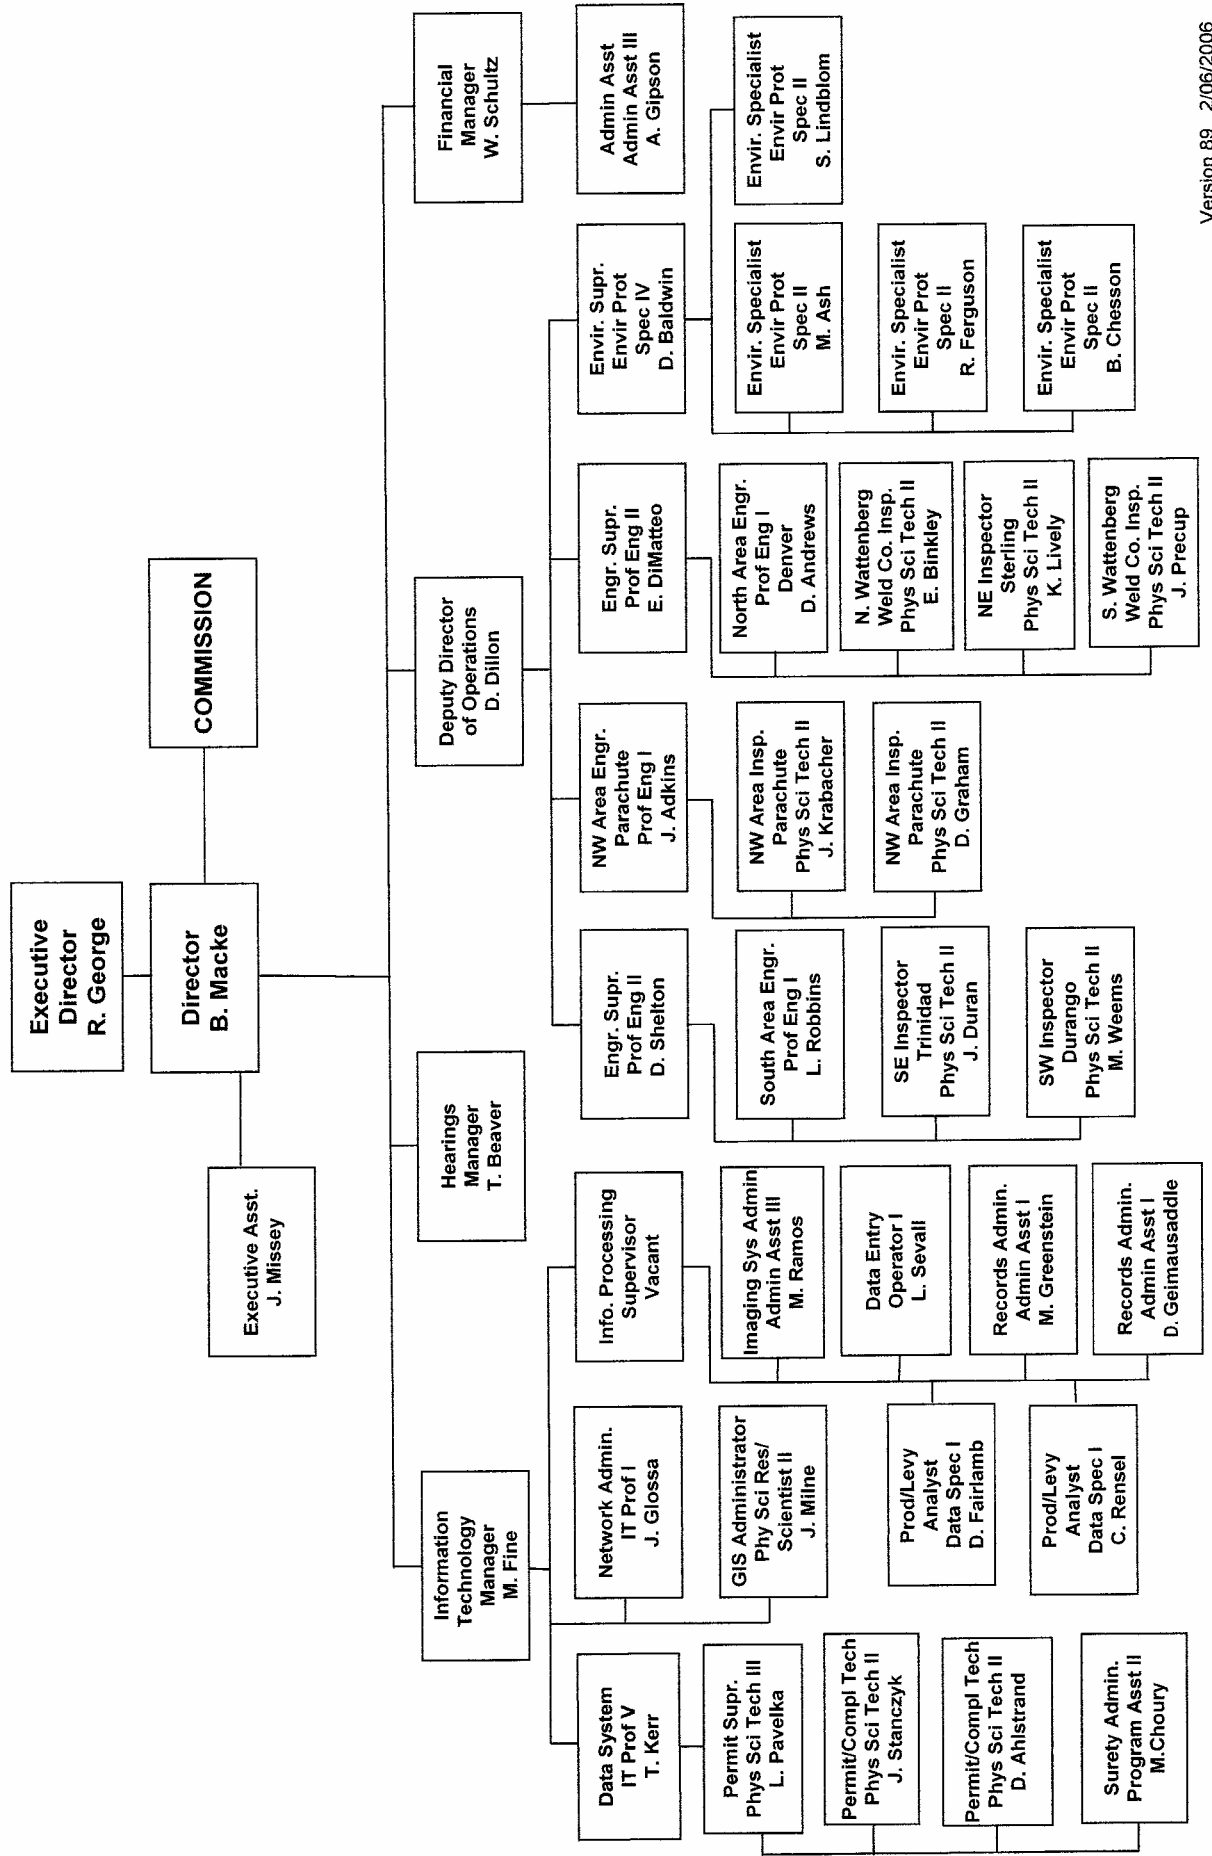 Executive
Director
R. George
Director
B. Macke
COMMISSION
Executive Asst.
J. Missey
Information
Technology
Manager
M. Fine
Hearings
Manager
T. Beaver
Deputy Director
of Operations
D. Dillon
Financial
Manager
W. Schultz
Data System
IT Prof V
T. Kerr
Network Admin.
IT Prof I
J. Glossa
Info. Processing
Supervisor
Vacant
Engr. Supr.
Prof Eng II
D. Shelton
NW Area Engr.
Parachute
Prof Eng I
J. Adkins
Engr. Supr.
Prof Eng II
E. DiMatteo
Envir. Supr.
Envir Prot
Spec IV
D. Baldwin
Admin Asst
Admin Asst III
A. Gipson
Permit Supr.
Phys Sci Tech III
L. Pavelka
Permit/Compl Tech
Phys Sci Tech II
J. Stanczyk
Permit/Compl Tech
Phys Sci Tech II
D. Ahlstrand
Surety Admin.
Program Asst II
M.Choury
GIS Administrator
Phy Sci Res/
Scientist II
J. Milne
Imaging Sys Admin
Admin Asst III
M. Ramos
Data Entry
Operator I
L. Sevall
Prod/Levy
Analyst
Data Spec I
D. Fairlamb
Records Admin.
Admin Asst I
M. Greenstein
Prod/Levy
Analyst
Data Spec I
C. Rensel
Records Admin.
Admin Asst I
D. Geimausaddle
South Area Engr.
Prof Eng I
L. Robbins
SE Inspector
Trinidad
Phys Sci Tech II
J. Duran
SW Inspector
Durango
Phys Sci Tech II
M. Weems
NW Area Insp.
Parachute
Phys Sci Tech II
J. Krabacher
NW Area Insp.
Parachute
Phys Sci Tech II
D. Graham
North Area Engr.
Prof Eng I
Denver
D. Andrews
N. Wattenberg
Weld Co. Insp.
Phys Sci Tech II
E. Binkley
NE Inspector
Sterling
Phys Sci Tech II
K. Lively
S. Wattenberg
Weld Co. Insp.
Phys Sci Tech II
J. Precup
Envir. Specialist
Envir Prot
Spec II
M. Ash
Envir. Specialist
Envir Prot
Spec II
S. Lindblom
Envir. Specialist
Envir Prot
Spec II
R. Ferguson
Envir. Specialist
Envir Prot
Spec II
B. Chesson
Version 89 2/06/2006